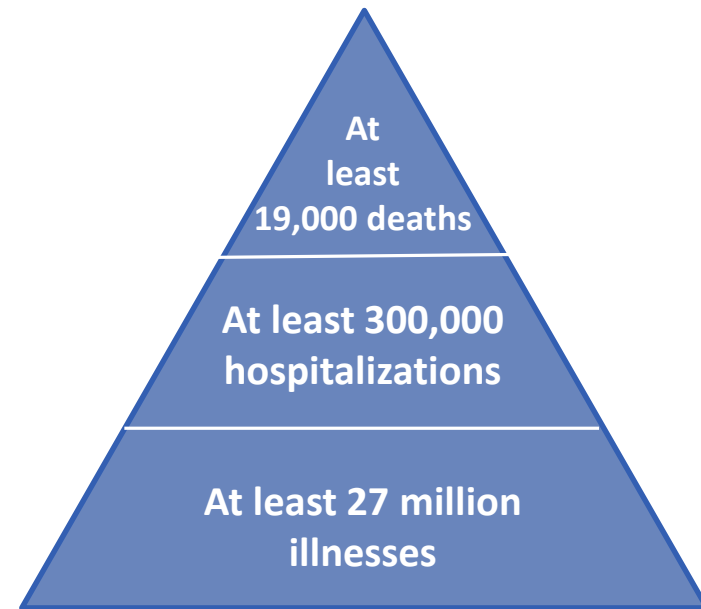 At
least
19,000 deaths
At least 300,000
hospitalizations
At least 27 million
illnesses